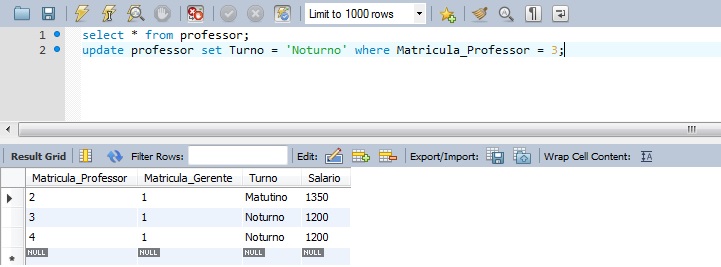 Limit to 1000 rows
1 select * from professor;
2 update professor set Turno = 'Noturno' where Matricula_Professor = 3;
Result Grid Filter Rows: Edit: Export/Import: Wrap Cell Content: IA
Matricula_Professor Matricula_Gerente Turno Salario
2 1 Matutino 1350
3 1 Noturno 1200
4 1 Noturno 1200
* NULL NULL NULL NULL